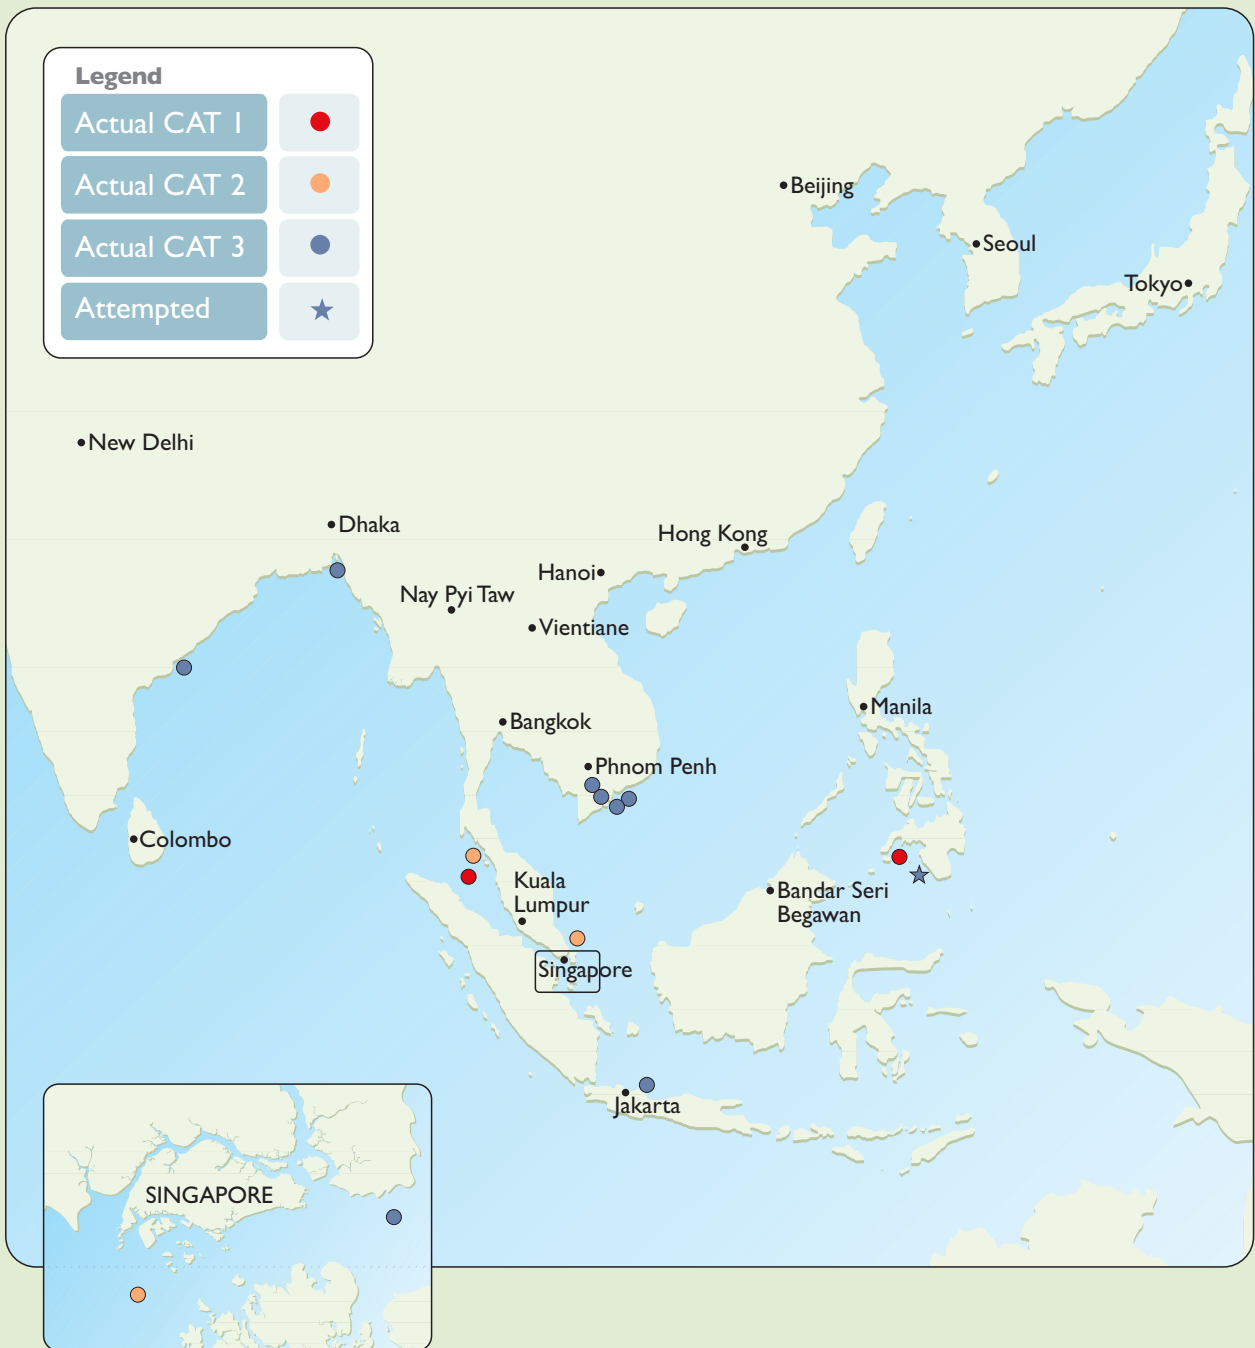 Legend
Actual CAT 1
Actual CAT 2
Actual CAT 3
Attempted
Beijing
Seoul
Tokyo
New Delhi
Dhaka
Hong Kong
Hanoi
Nay Pyi Taw
Vientiane
Manila
Bangkok
Phnom Penh
Colombo
Kuala
Lumpur
Bandar Seri
Begawan
Singapore
Jakarta
SINGAPORE